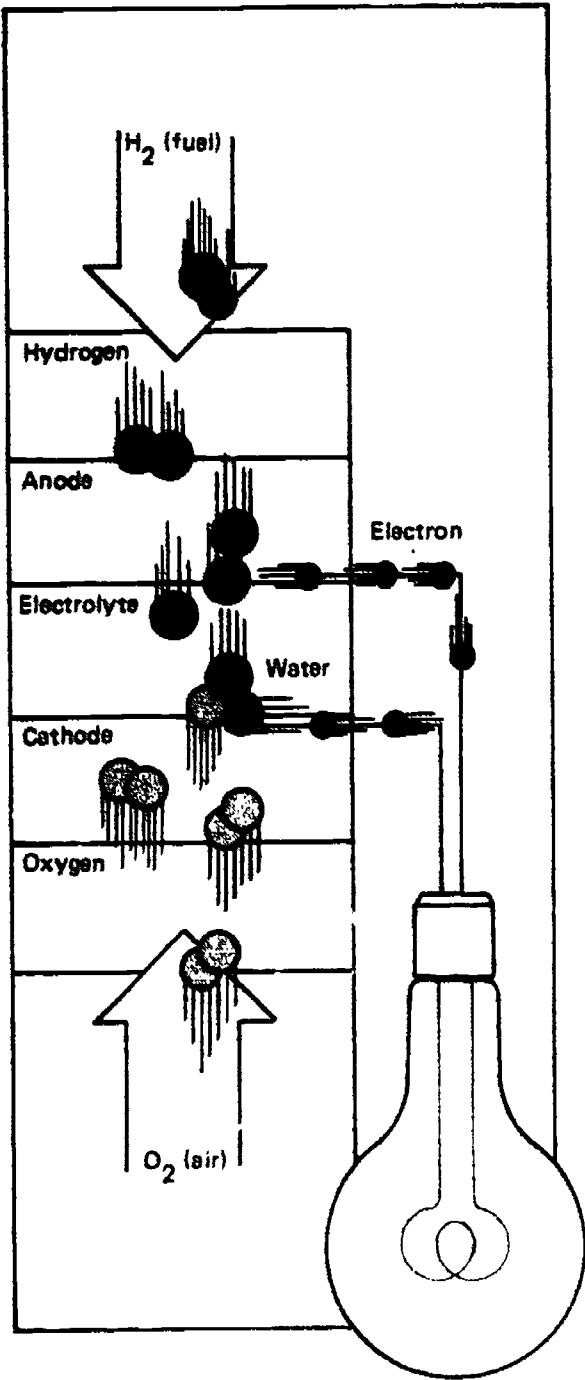 H2 (fuel)
Hydrogen
Anode
Electron
Electrolyte
Water
Cathode
Oxygen
O2 (air)